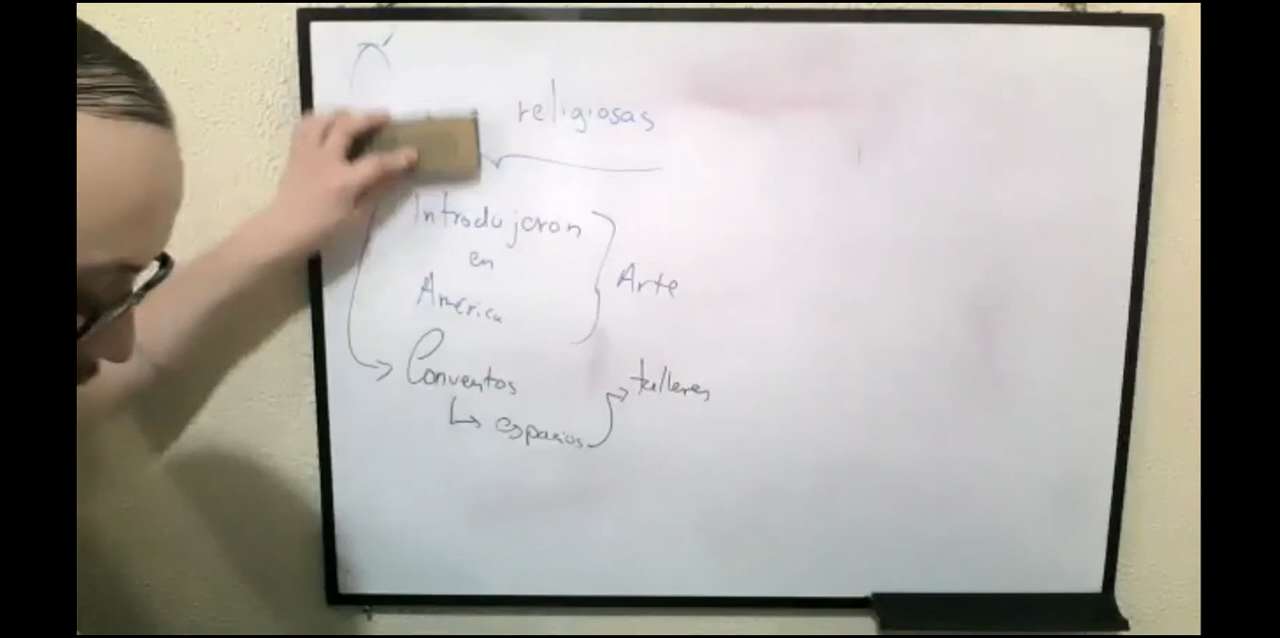 religiosas
Introdujeron
en
America
Arte
Conventos
talleres
espacios